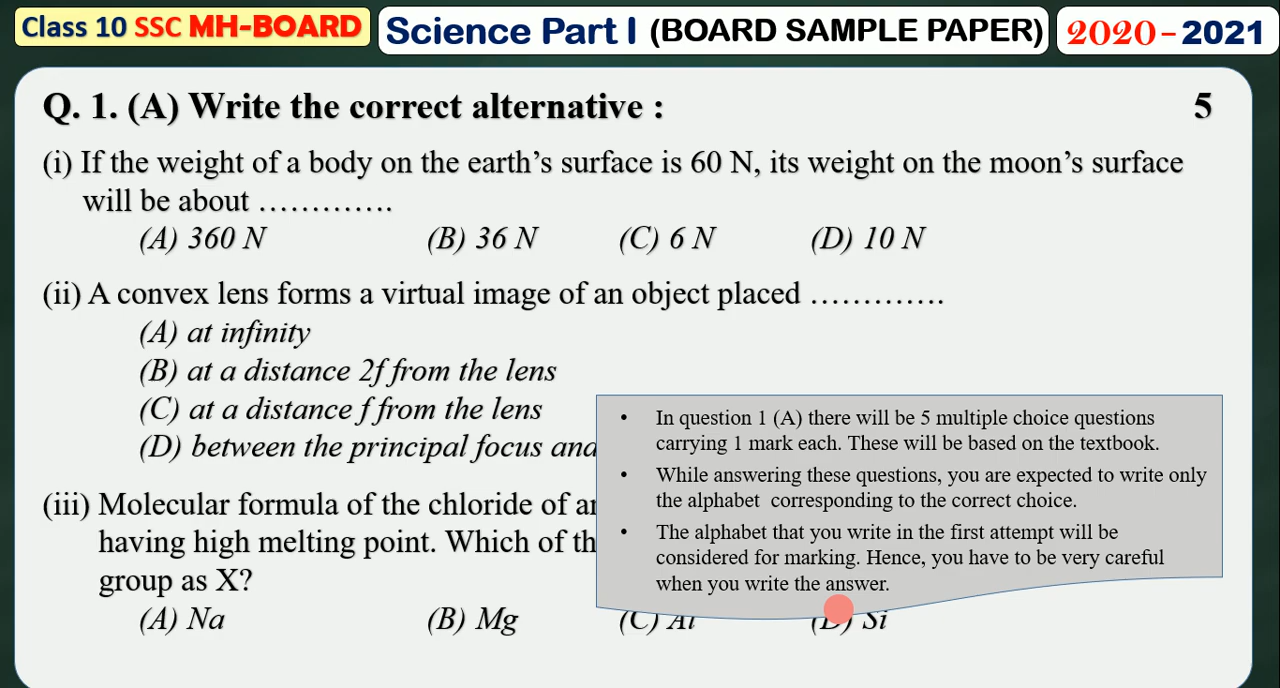 Class 10 SSC MH-BOARD
Science Part I (BOARD SAMPLE PAPER)
2020-2021
Q. 1. (A) Write the correct alternative : 5
(i) If the weight of a body on the earth's surface is 60 N, its weight on the moon's surface
will be about .............
(A) 360 N (B) 36 N (C) 6 N (D) 10 N
(ii) A convex lens forms a virtual image of an object placed .............
(A) at infinity
(B) at a distance 2f from the lens
(C) at a distance f from the lens
(D) between the principal focus and
(iii) Molecular formula of the chloride of
having high melting point. Which of
group as X?
(A) Na (B) Mg (C) Al (D) Si
• In question 1 (A) there will be 5 multiple choice questions
carrying 1 mark each. These will be based on the textbook.
• While answering these questions, you are expected to write only
the alphabet corresponding to the correct choice.
• The alphabet that you write in the first attempt will be
considered for marking. Hence, you have to be very careful
when you write the answer.